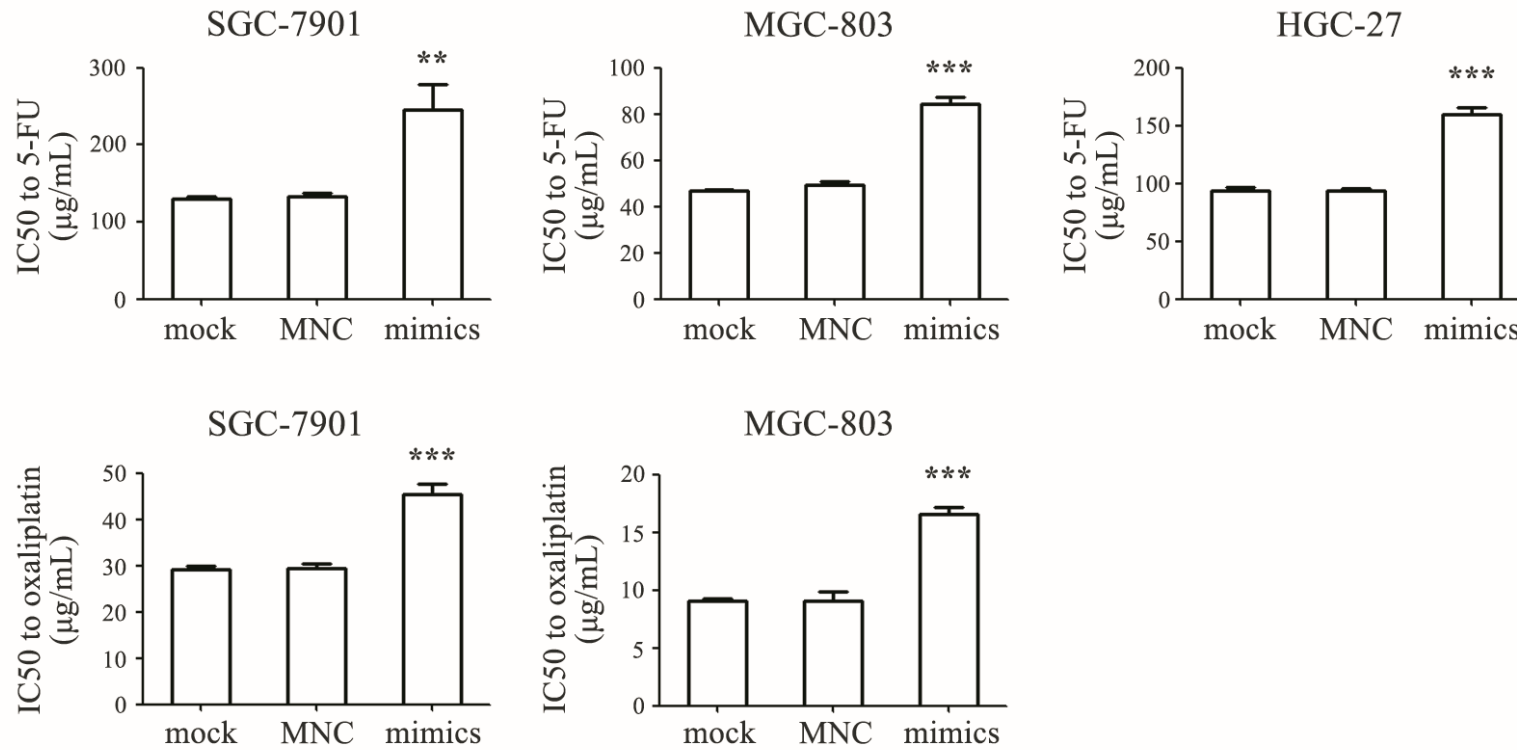 SGC-7901
**
300
200
100
0
IC50 to 5-FU
(µg/mL)
mock MNC mimics
MGC-803
***
100
80
60
40
20
0
IC50 to 5-FU
(µg/mL)
mock MNC mimics
HGC-27
***
200
150
100
50
0
IC50 to 5-FU
(µg/mL)
mock MNC mimics
SGC-7901
***
50
40
30
20
10
0
IC50 to oxaliplatin
(µg/mL)
mock MNC mimics
MGC-803
***
20
15
10
5
0
IC50 to oxaliplatin
(µg/mL)
mock MNC mimics